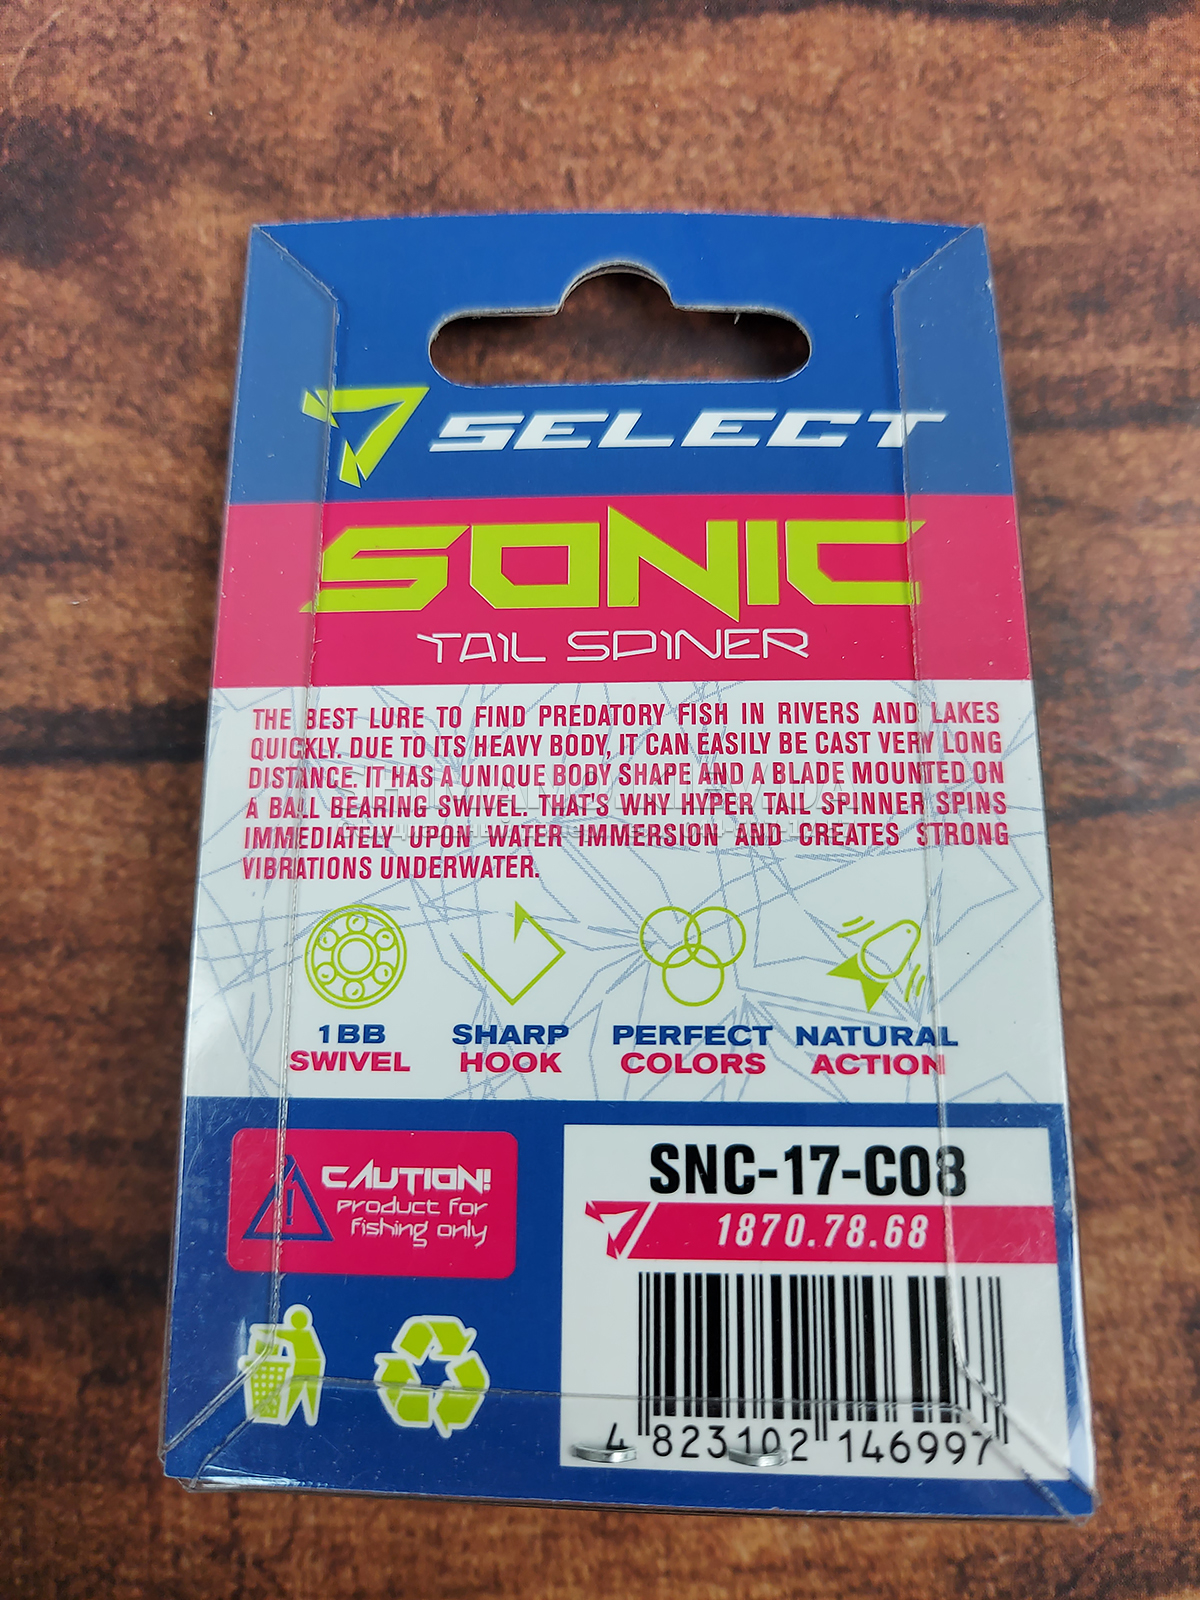 SELECT
SONIC
TAIL SPINER
THE BEST LURE TO FIND PREDATORY FISH IN RIVERS AND LAKES
QUICKLY. DUE TO ITS HEAVY BODY, IT CAN EASILY BE CAST VERY LONG
DISTANCE. IT HAS A UNIQUE BODY SHAPE AND A BLADE MOUNTED ON
A BALL BEARING SWIVEL. THAT'S WHY HYPER TAIL SPINNER SPINS
IMMEDIATELY UPON WATER IMMERSION AND CREATES STRONG
VIBRATIONS UNDERWATER.
1BB
SWIVEL
SHARP
HOOK
PERFECT
COLORS
NATURAL
ACTION
CAUTION!
product for
fishing only
SNC-17-C08
1870.78.68
4 823102 146997